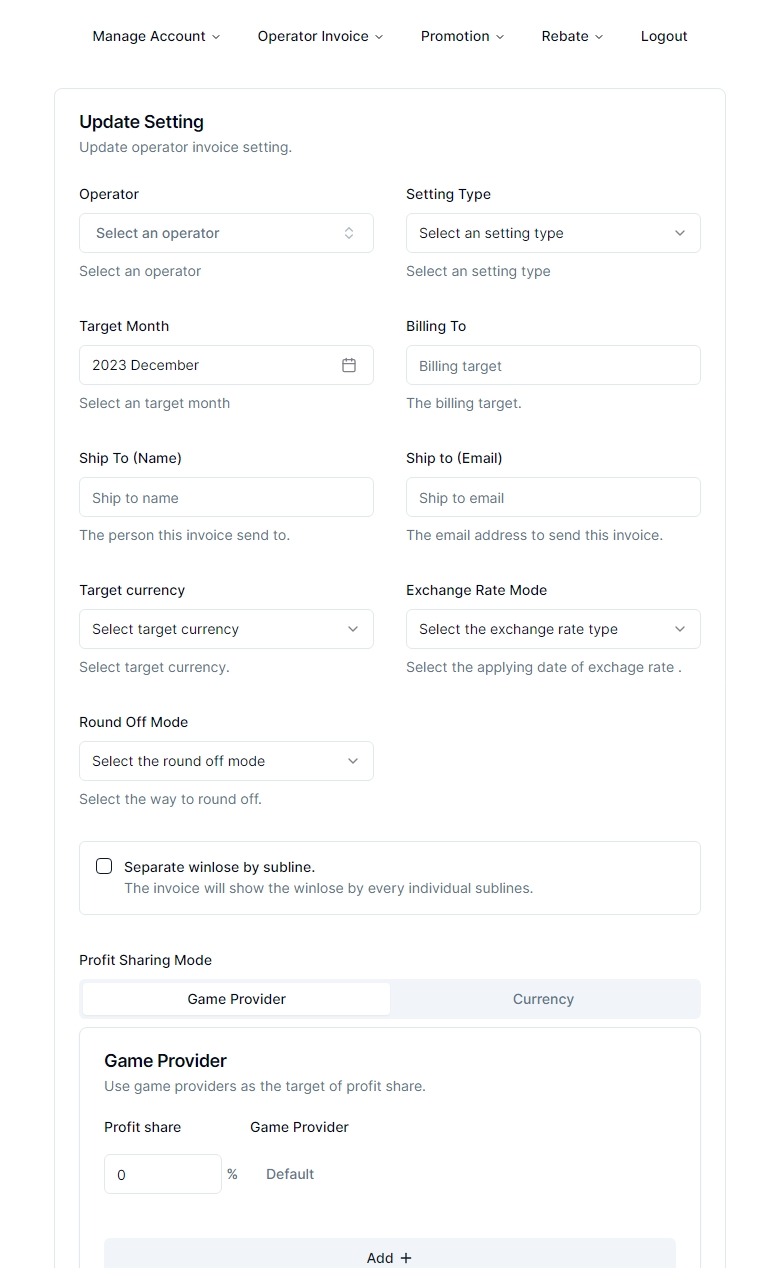 Manage Account Operator Invoice Promotion Rebate Logout
Update Setting
Update operator invoice setting.
Operator Setting Type
Select an operator Select an setting type
Select an operator Select an setting type
Target Month Billing To
2023 December Billing target
Select an target month The billing target.
Ship To (Name) Ship to (Email)
Ship to name Ship to email
The person this invoice send to. The email address to send this invoice.
Target currency Exchange Rate Mode
Select target currency Select the exchange rate type
Select target currency. Select the applying date of exchage rate .
Round Off Mode
Select the round off mode
Select the way to round off.
Separate winlose by subline.
The invoice will show the winlose by every individual sublines.
Profit Sharing Mode
Game Provider Currency
Game Provider
Use game providers as the target of profit share.
Profit share Game Provider
0 % Default
Add +